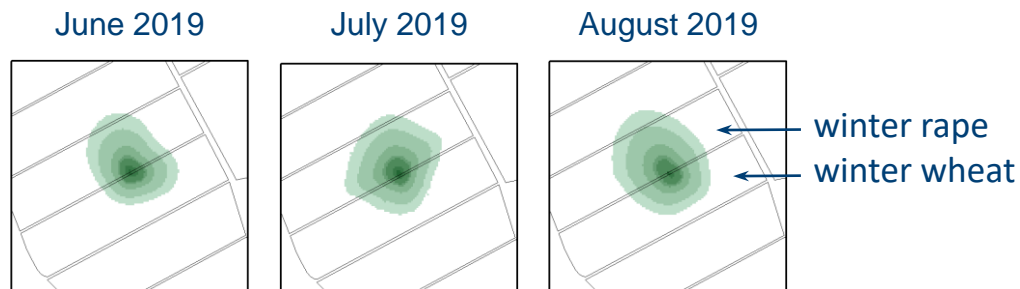 June 2019
July 2019
August 2019
winter rape
winter wheat